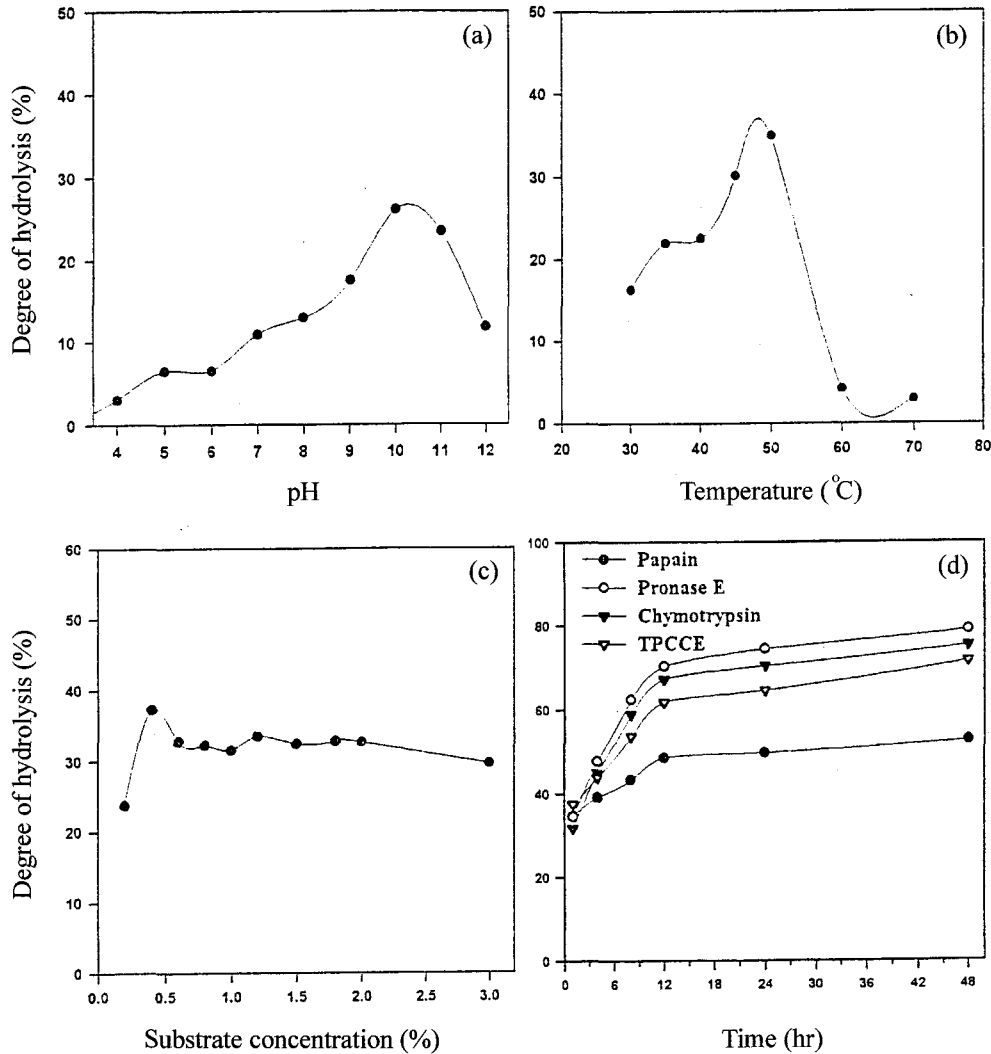 (a)
50
40
30
20
10
0
4 5 6 7 8 9 10 11 12
pH
Degree of hydrolysis (%)
(b)
50
40
30
20
10
0
20 30 40 50 60 70 80
Temperature (°C)
(c)
60
50
40
30
20
10
0
0.0 0.5 1.0 1.5 2.0 2.5 3.0
Substrate concentration (%)
Degree of hydrolysis (%)
(d)
Papain
Pronase E
Chymotrypsin
TPCCE
100
80
60
40
20
0
0 6 12 18 24 30 36 42 48
Time (hr)